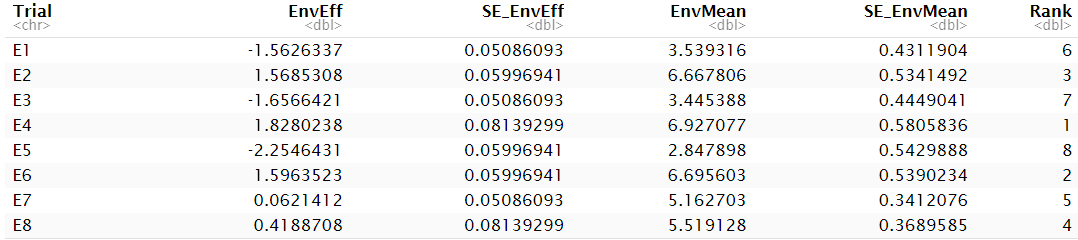 Trial EnvEff SE_EnvEff EnvMean SE_EnvMean Rank
<chr> <dbl> <dbl> <dbl> <dbl> <dbl>
E1 -1.5626337 0.05086093 3.539316 0.4311904 6
E2 1.5685308 0.05996941 6.667806 0.5341492 3
E3 -1.6566421 0.05086093 3.445388 0.4449041 7
E4 1.8280238 0.08139299 6.927077 0.5805836 1
E5 -2.2546431 0.05996941 2.847898 0.5429888 8
E6 1.5963523 0.05996941 6.695603 0.5390234 2
E7 0.0621412 0.05086093 5.162703 0.3412076 5
E8 0.4188708 0.08139299 5.519128 0.3689585 4